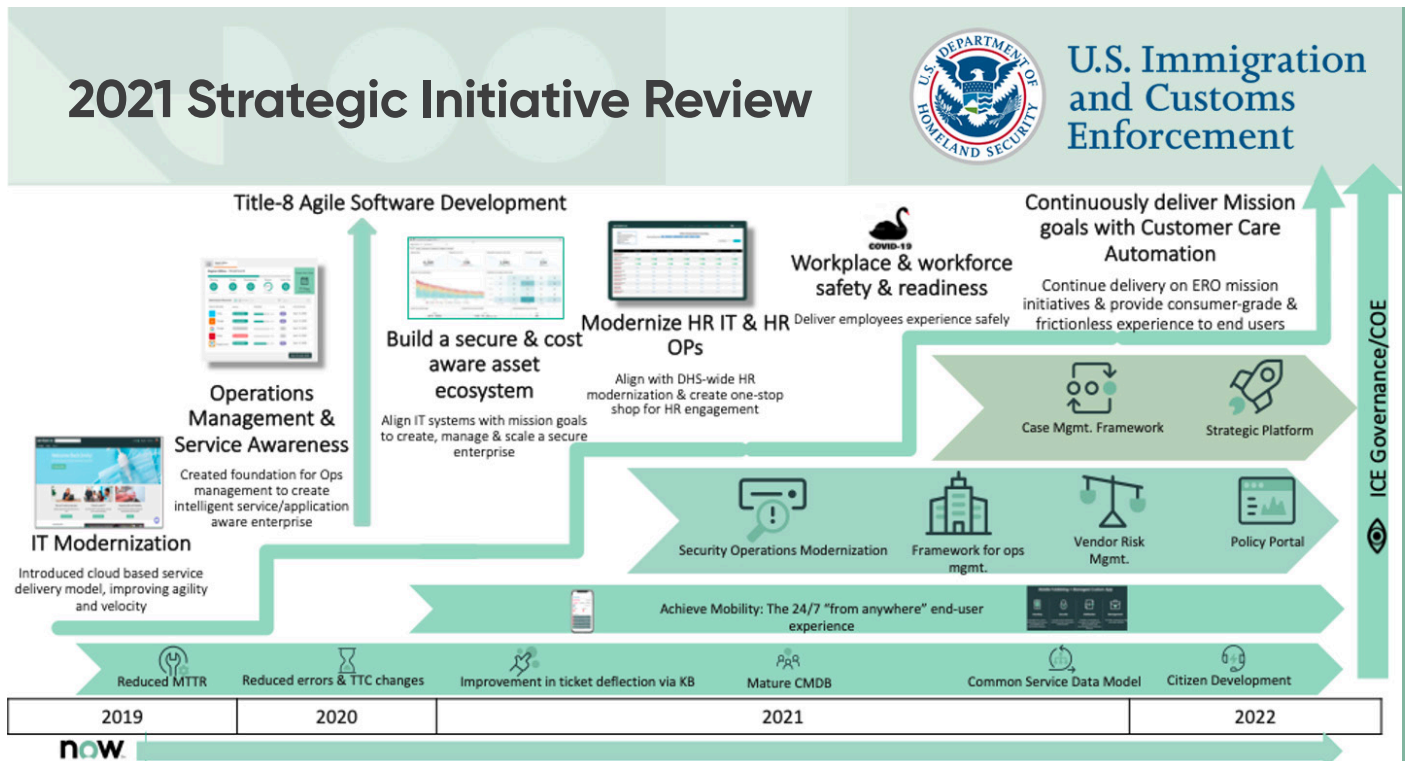 2021 Strategic Initiative Review
U.S. DEPARTMENT OF
HOMELAND SECURITY
U.S. Immigration
and Customs
Enforcement
Title-8 Agile Software Development
IT Modernization
Introduced cloud based service
delivery model, improving agility
and velocity
Operations
Management &
Service Awareness
Created foundation for Ops
management to create
intelligent service/application
aware enterprise
Build a secure & cost
aware asset
ecosystem
Align IT systems with mission goals
to create, manage & scale a secure
enterprise
Modernize HR IT & HR
OPs
Align with DHS-wide HR
modernization & create one-stop
shop for HR engagement
COVID-19
Workplace & workforce
safety & readiness
Deliver employees experience safely
Continuously deliver Mission
goals with Customer Care
Automation
Continue delivery on ERO mission
initiatives & provide consumer-grade &
frictionless experience to end users
Case Mgmt. Framework
Strategic Platform
Security Operations Modernization
Framework for ops
mgmt.
Vendor Risk
Mgmt.
Policy Portal
Achieve Mobility: The 24/7 “from anywhere” end-user
experience
Reduced MTTR
Reduced errors & TTC changes
Improvement in ticket deflection via KB
Mature CMDB
Common Service Data Model
Citizen Development
ICE Governance/COE
2019
2020
2021
2022
now